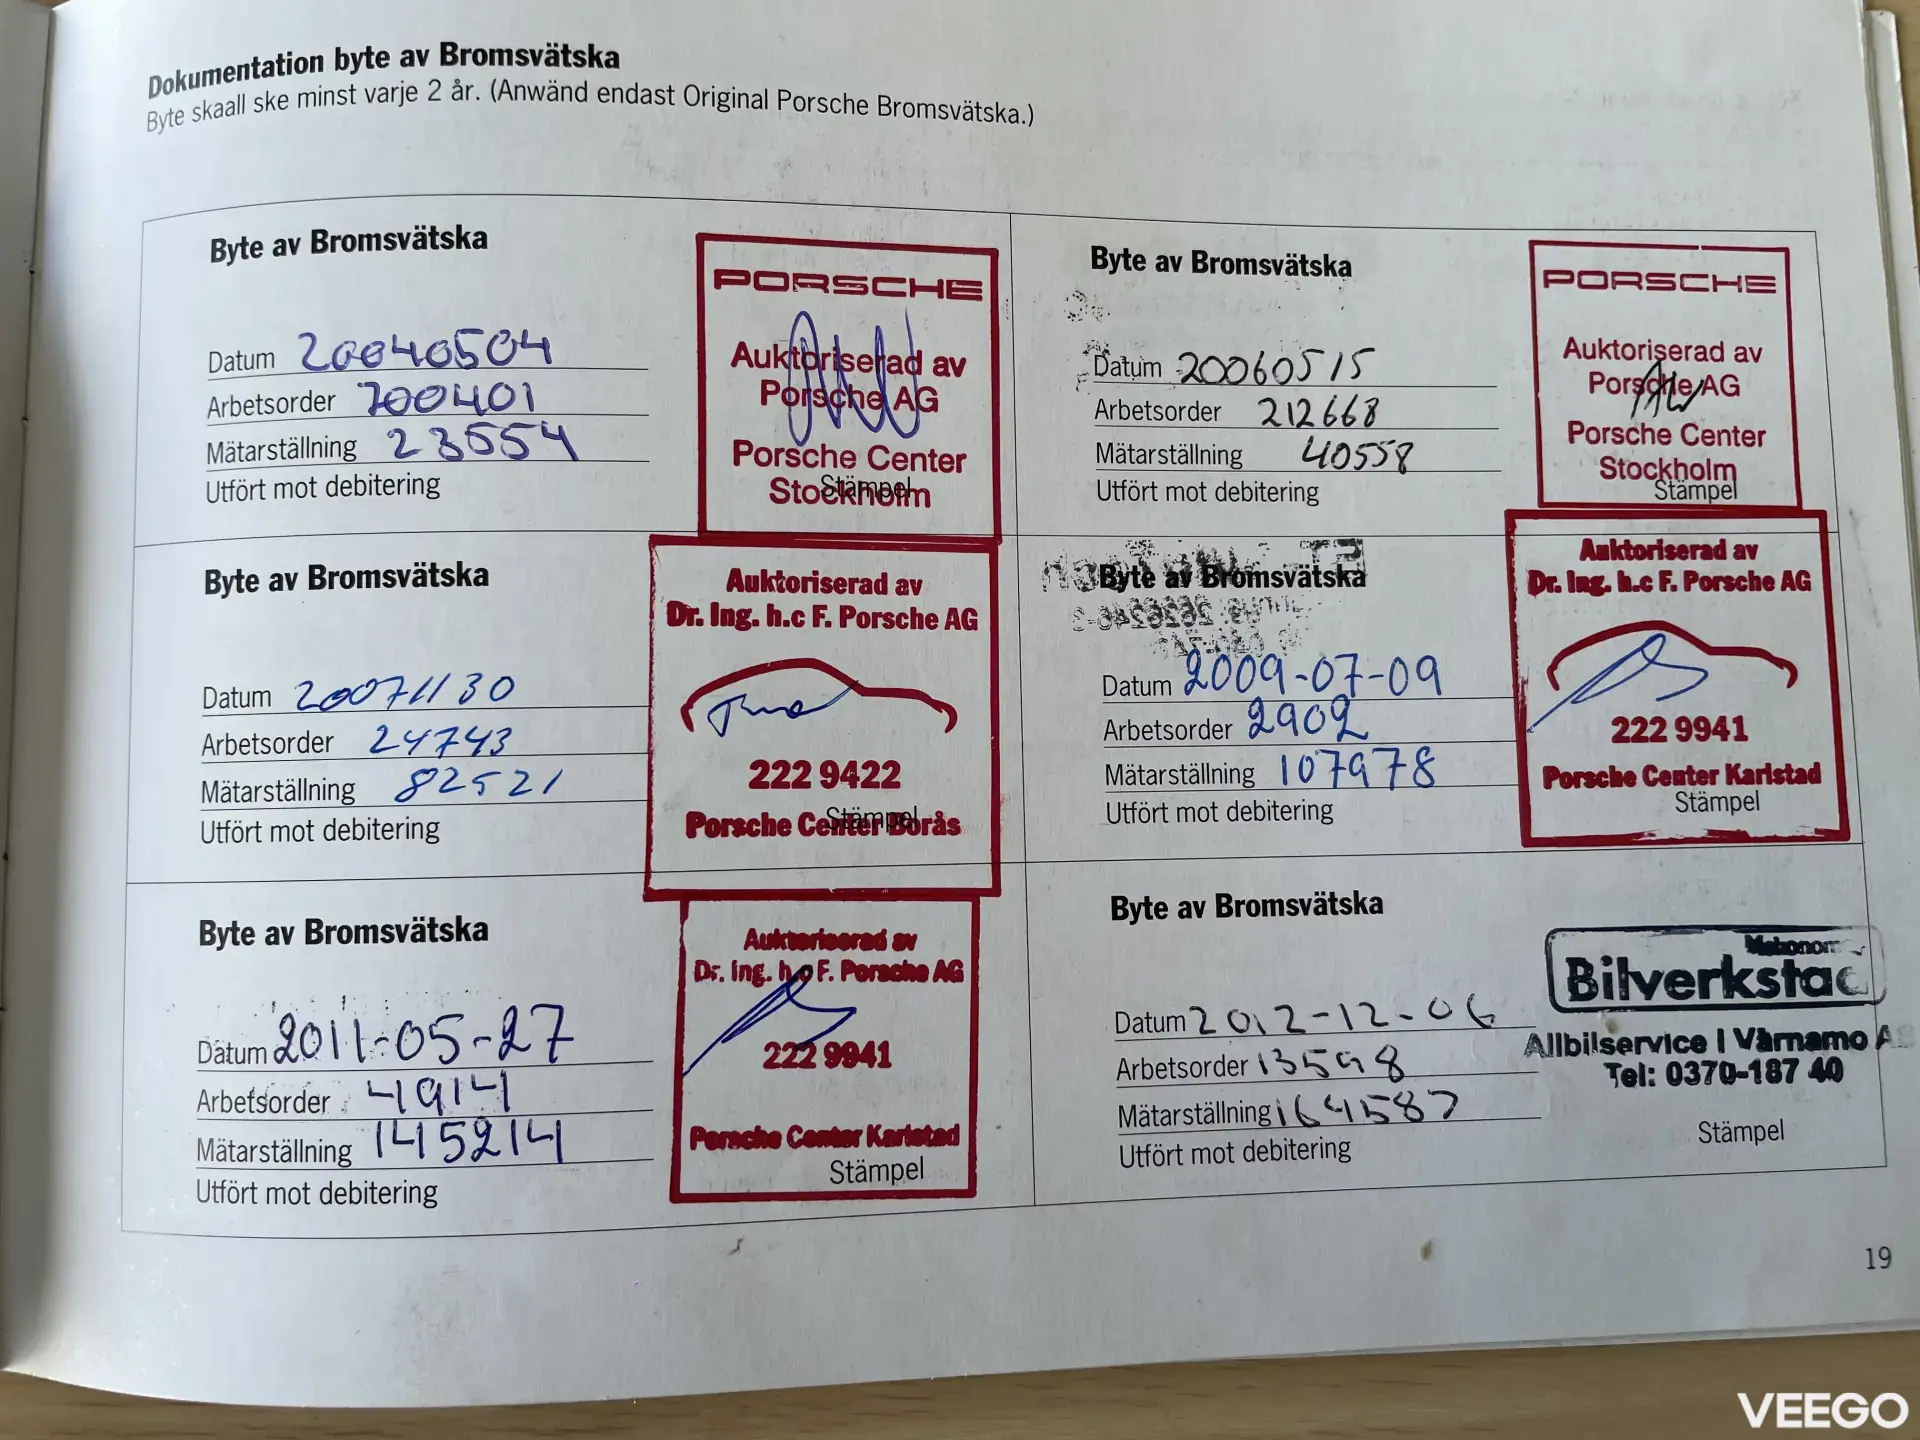 Dokumentation byte av Bromsvätska
Byte skaall ske minst varje 2 år. (Anwänd endast Original Porsche Bromsvätska.)
Byte av Bromsvätska
Datum 20040504
Arbetsorder 700401
Mätarställning 23554
Utfört mot debitering
PORSCHE
Auktoriserad av
Porsche AG
Porsche Center
Stockholm
Stämpel
Byte av Bromsvätska
Datum 20060515
Arbetsorder 212668
Mätarställning 40558
Utfört mot debitering
PORSCHE
Auktoriserad av
Porsche AG
Porsche Center
Stockholm
Stämpel
Byte av Bromsvätska
Datum 20071130
Arbetsorder 24743
Mätarställning 82521
Utfört mot debitering
Auktoriserad av
Dr. Ing. h.c F. Porsche AG
222 9422
Porsche Center Borås
Stämpel
Byte av Bromsvätska
Datum 2009-07-09
Arbetsorder 2902
Mätarställning 107978
Utfört mot debitering
Auktoriserad av
Dr. Ing. h.c F. Porsche AG
222 9941
Porsche Center Karlstad
Stämpel
Byte av Bromsvätska
Datum 2011-05-27
Arbetsorder 4914
Mätarställning 145214
Utfört mot debitering
Auktoriserad av
Dr. Ing. h.c F. Porsche AG
222 9941
Porsche Center Karlstad
Stämpel
Byte av Bromsvätska
Datum 2012-12-06
Arbetsorder 13598
Mätarställning 164587
Utfört mot debitering
Bilverkstad
Allbilservice I Värnamo
Tel: 0370-187 40
Stämpel
19
VEEGO